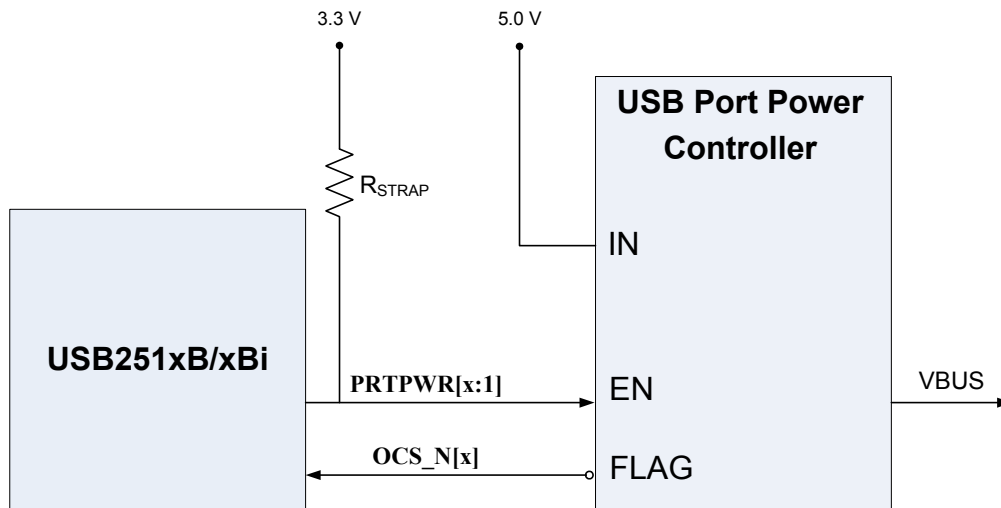 3.3 V
5.0 V
USB Port Power
Controller
RSTRAP
IN
USB251xB/xBi
PRTPWR[x:1]
EN
VBUS
OCS_N[x]
FLAG